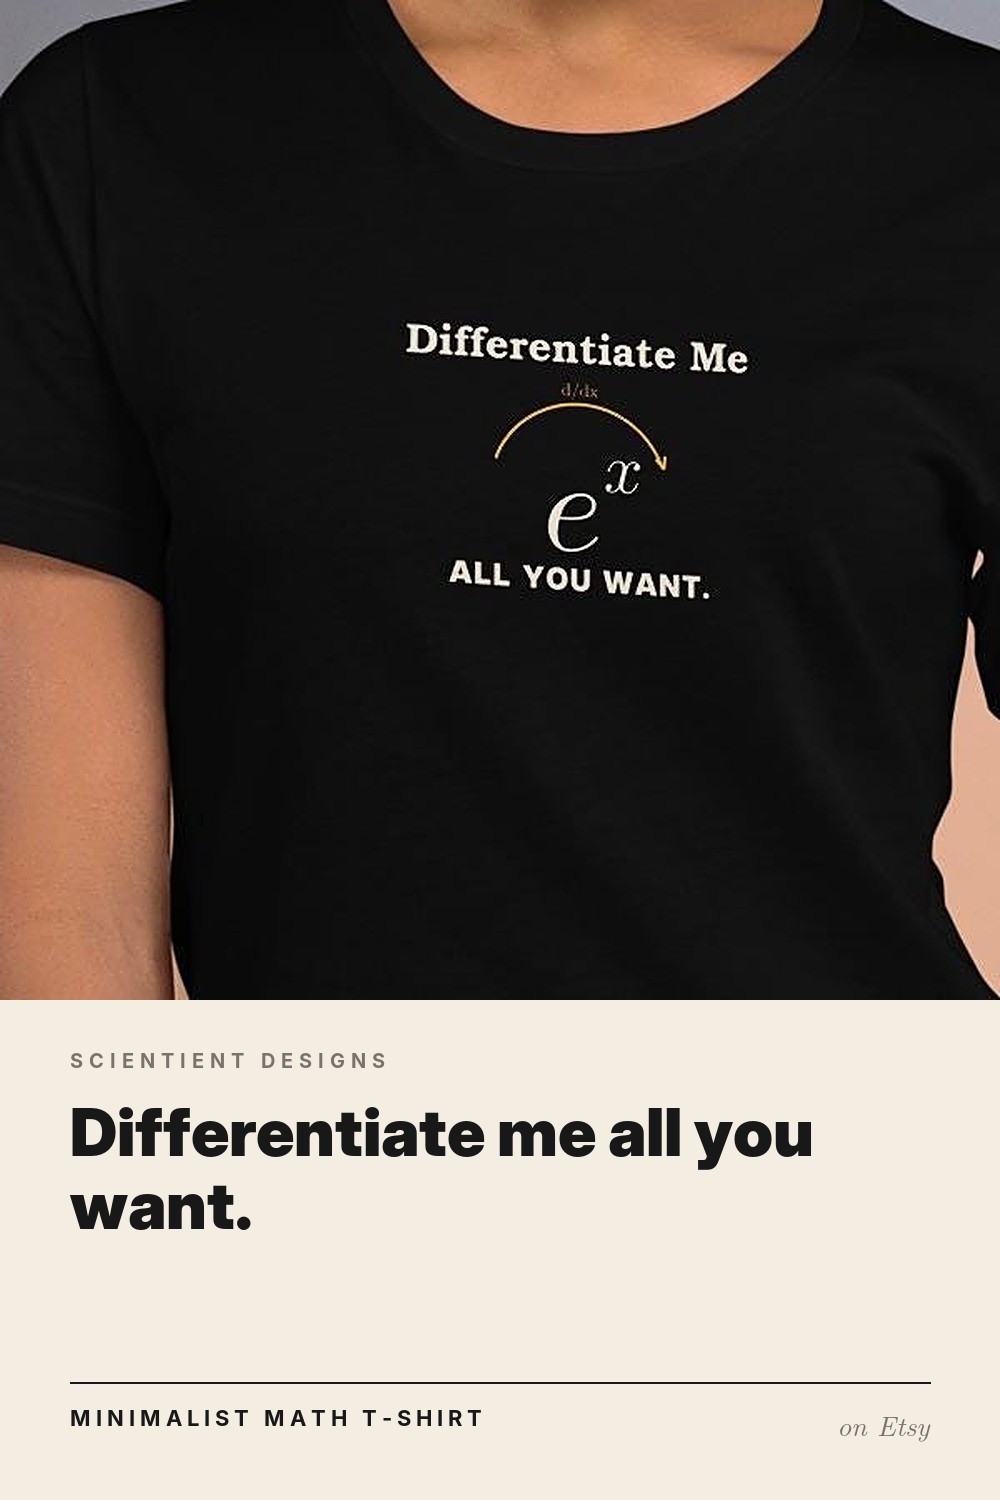 Differentiate Me
d/dx
e^x
ALL YOU WANT.
SCIENTIENT DESIGNS
Differentiate me all you
want.
MINIMALIST MATH T-SHIRT
on Etsy